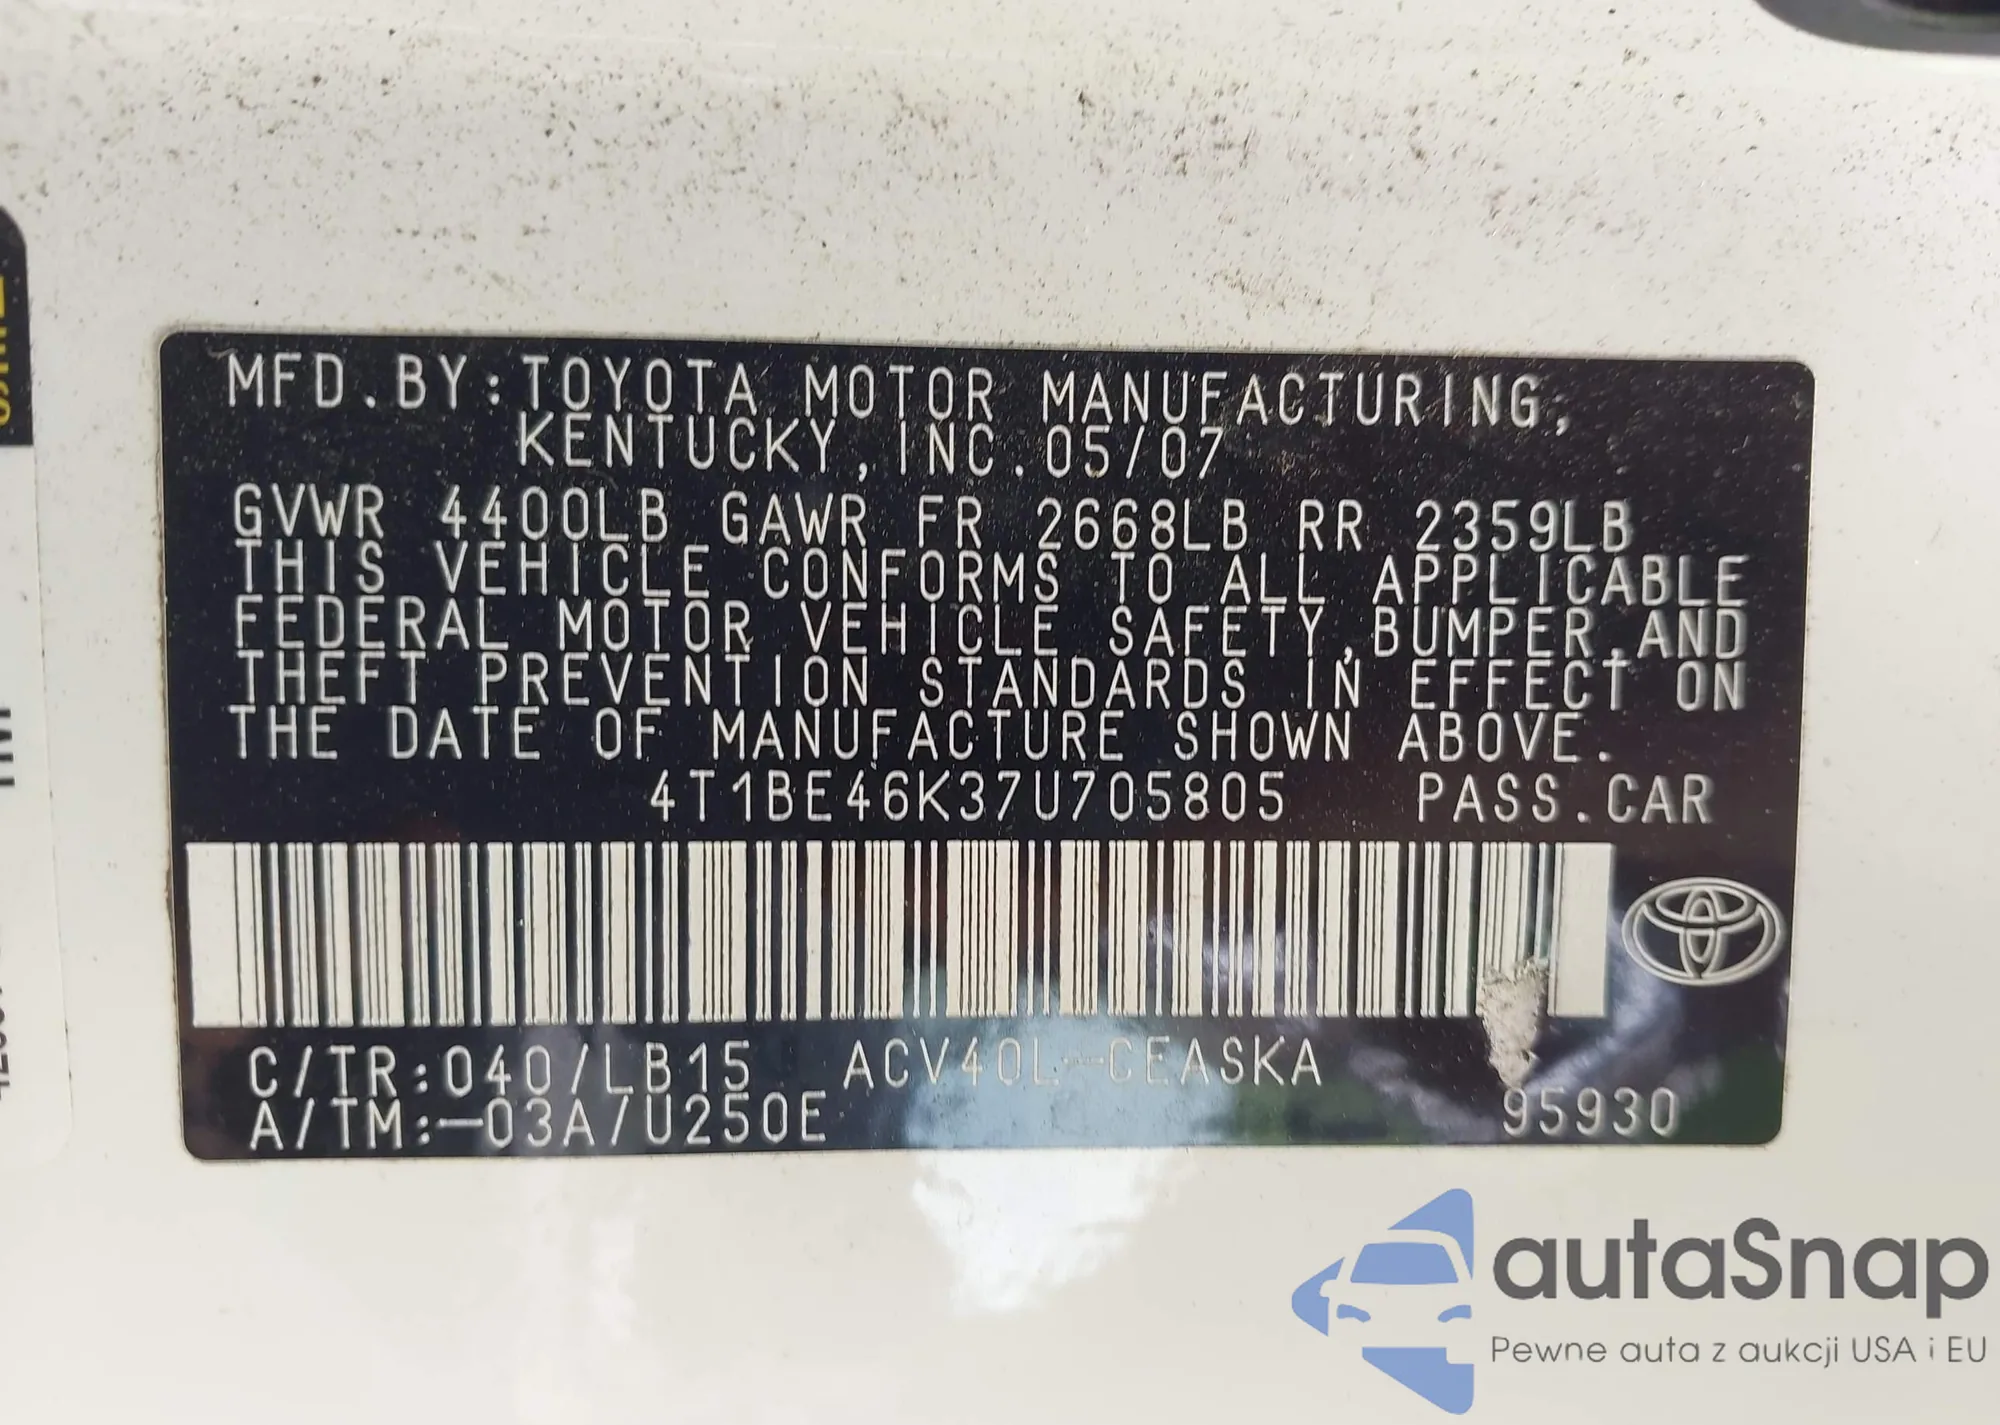 MFD.BY:TOYOTA MOTOR MANUFACTURING,
KENTUCKY,INC.05/07
GVWR 4400LB GAWR FR 2668LB RR 2359LB
THIS VEHICLE CONFORMS TO ALL APPLICABLE
FEDERAL MOTOR VEHICLE SAFETY,BUMPER,AND
THEFT PREVENTION STANDARDS IN EFFECT ON
THE DATE OF MANUFACTURE SHOWN ABOVE.
4T1BE46K37U705805 PASS.CAR
C/TR:040/LB15 ACV40L-CEASKA
A/TM:-03A/U250E 95930
autaSnap
Pewne auta z aukcji USA i EU